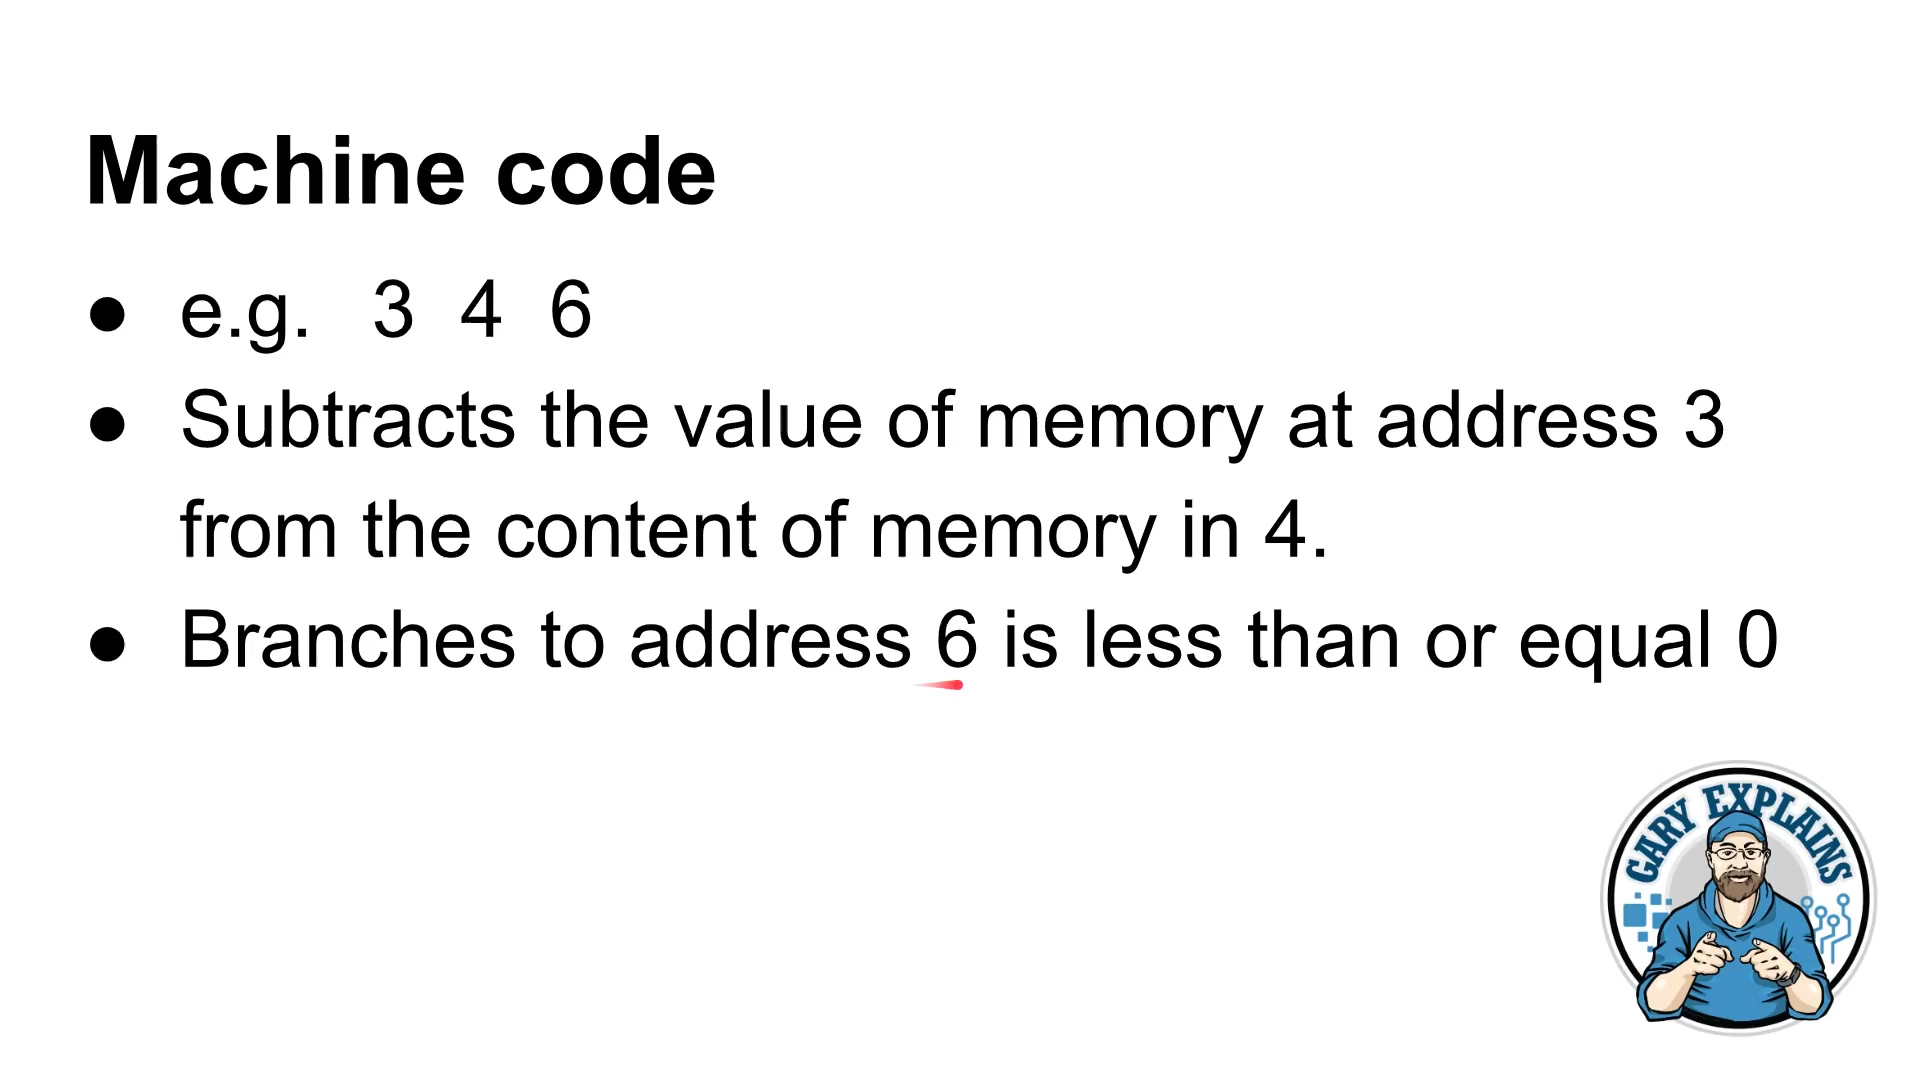 Machine code
● e.g. 3 4 6
● Subtracts the value of memory at address 3
from the content of memory in 4.
● Branches to address 6 is less than or equal 0
GARY EXPLAINS